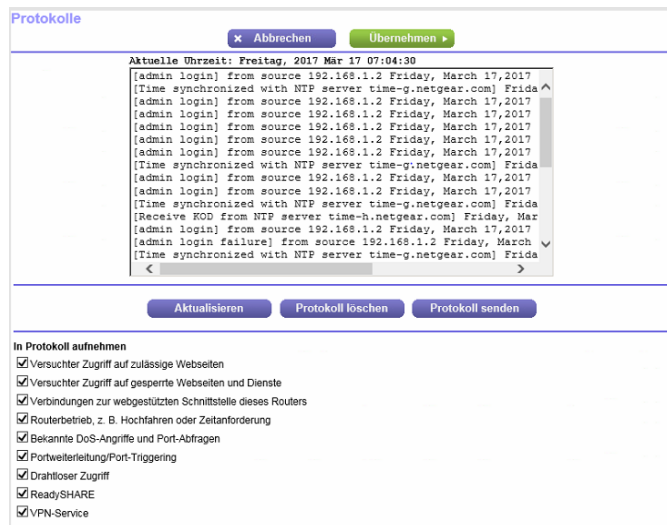 Protokolle
Abbrechen Übernehmen
Aktuelle Uhrzeit: Freitag, 2017 Mär 17 07:04:30
[admin login] from source 192.168.1.2 Friday, March 17,2017
[Time synchronized with NTP server time-g.netgear.com] Frida
[admin login] from source 192.168.1.2 Friday, March 17,2017
[admin login] from source 192.168.1.2 Friday, March 17,2017
[admin login] from source 192.168.1.2 Friday, March 17,2017
[admin login] from source 192.168.1.2 Friday, March 17,2017
[admin login] from source 192.168.1.2 Friday, March 17,2017
[Time synchronized with NTP server time-g.netgear.com] Frida
[admin login] from source 192.168.1.2 Friday, March 17,2017
[admin login] from source 192.168.1.2 Friday, March 17,2017
[Time synchronized with NTP server time-g.netgear.com] Frida
[Receive KOD from NTP server time-h.netgear.com] Friday, Mar
[admin login] from source 192.168.1.2 Friday, March 17,2017
[admin login failure] from source 192.168.1.2 Friday, March
[Time synchronized with NTP server time-g.netgear.com] Frida
Aktualisieren Protokoll löschen Protokoll senden
In Protokoll aufnehmen
Versuchter Zugriff auf zulässige Webseiten
Versuchter Zugriff auf gesperrte Webseiten und Dienste
Verbindungen zur webgestützten Schnittstelle dieses Routers
Routerbetrieb, z. B. Hochfahren oder Zeitanforderung
Bekannte DoS-Angriffe und Port-Abfragen
Portweiterleitung/Port-Triggering
Drahtloser Zugriff
ReadySHARE
VPN-Service